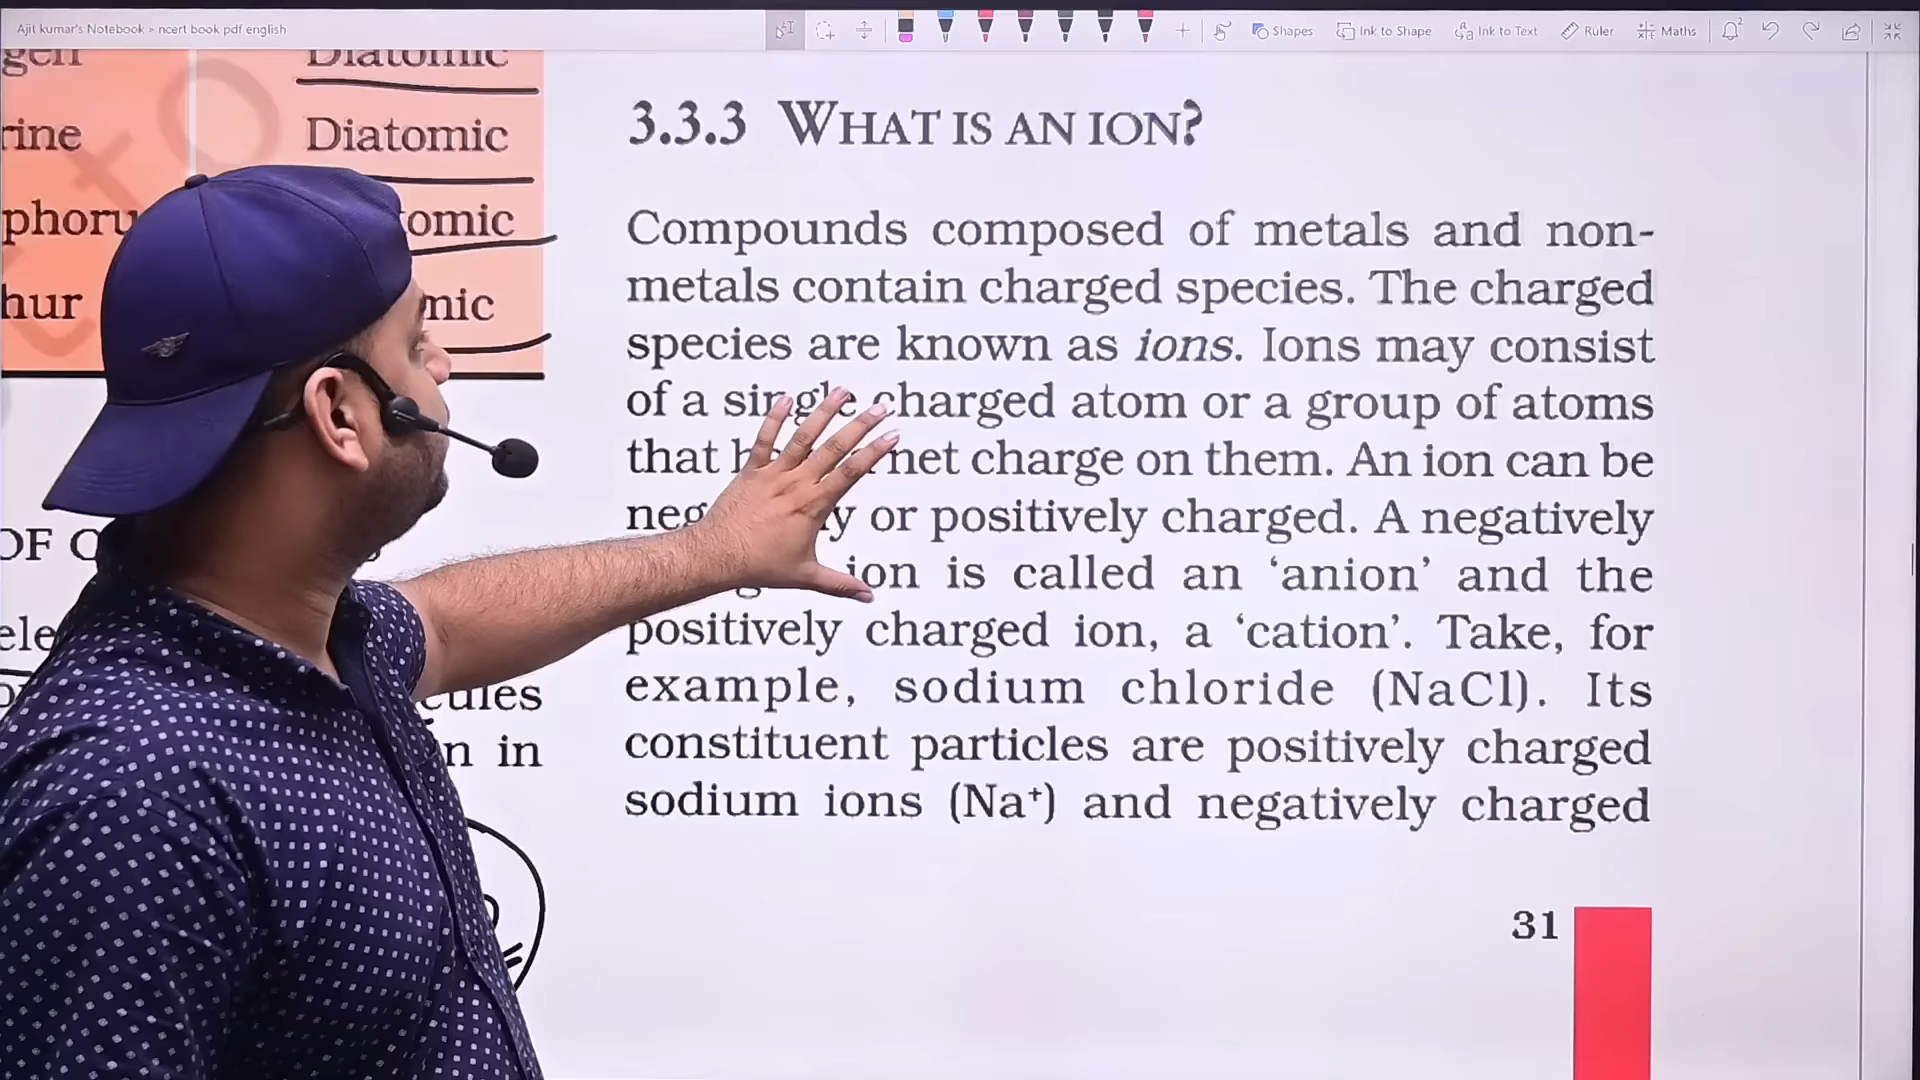 Ajit kumar's Notebook > ncert book pdf english
Shapes
Ink to Shape
Ink to Text
Ruler
Maths
Diatomic
rine Diatomic
phoru tomic
hur mic
OF
ele
cules
n in
3.3.3 WHAT IS AN ION?
Compounds composed of metals and non-
metals contain charged species. The charged
species are known as ions. Ions may consist
of a single charged atom or a group of atoms
that net charge on them. An ion can be
neg y or positively charged. A negatively
ion is called an ‘anion’ and the
positively charged ion, a ‘cation’. Take, for
example, sodium chloride (NaCl). Its
constituent particles are positively charged
sodium ions (Na⁺) and negatively charged
31